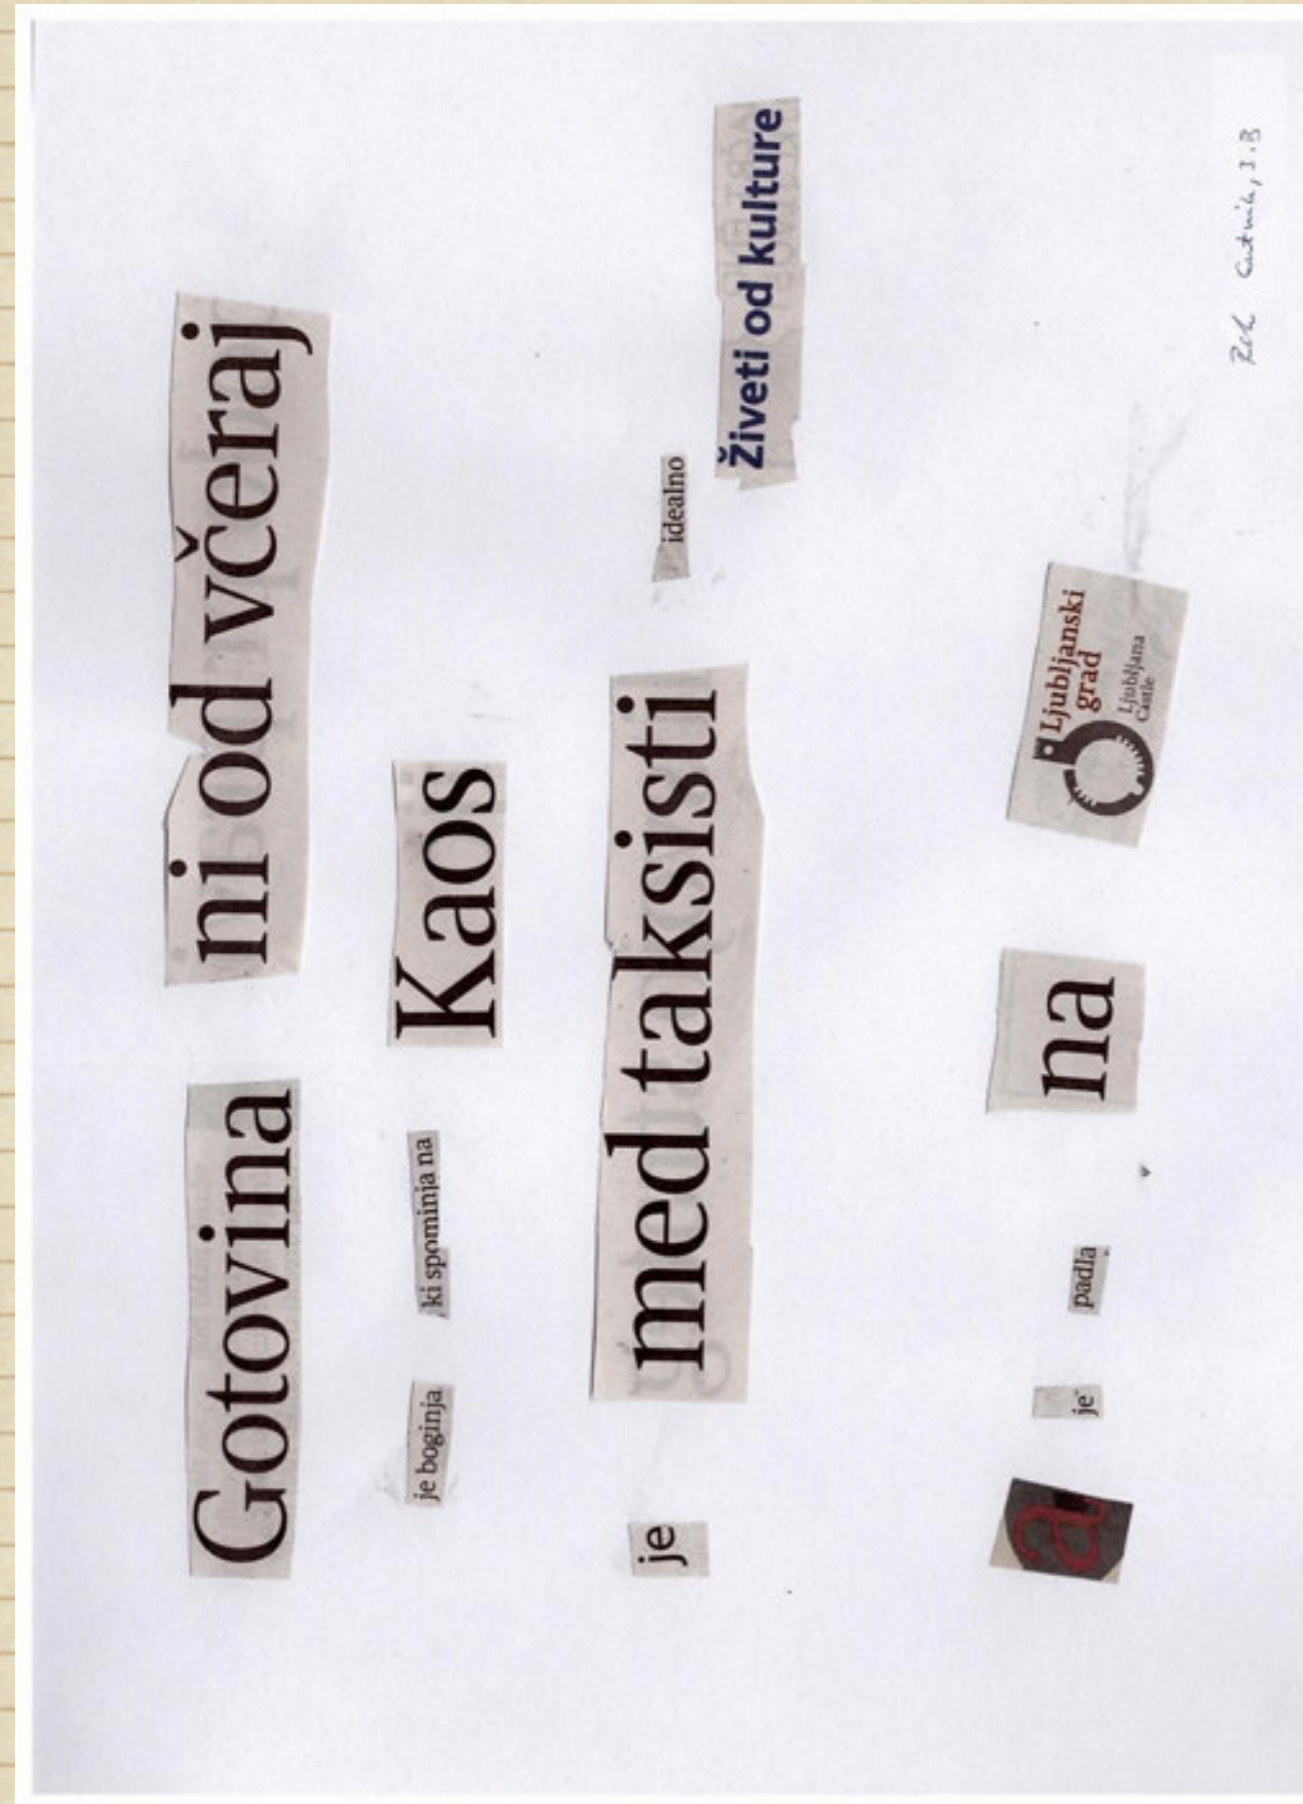 Gotovina ni od včeraj
je boginja , ki spominja na Kaos
je med taksisti idealno
Živeti od kulture
a je padla na Ljubljanski
grad
Ljubljana
Castle
3.B